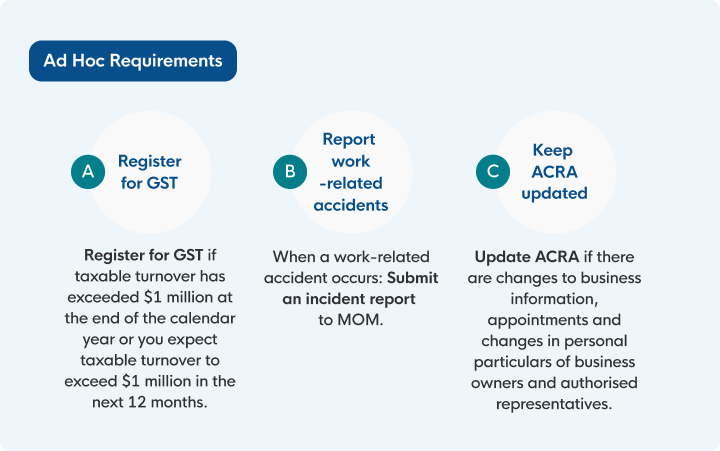 Ad Hoc Requirements
A
Register
for GST
Register for GST if
taxable turnover has
exceeded $1 million at
the end of the calendar
year or you expect
taxable turnover to
exceed $1 million in the
next 12 months.
B
Report
work
-related
accidents
When a work-related
accident occurs: Submit
an incident report
to MOM.
C
Keep
ACRA
updated
Update ACRA if there
are changes to business
information,
appointments and
changes in personal
particulars of business
owners and authorised
representatives.